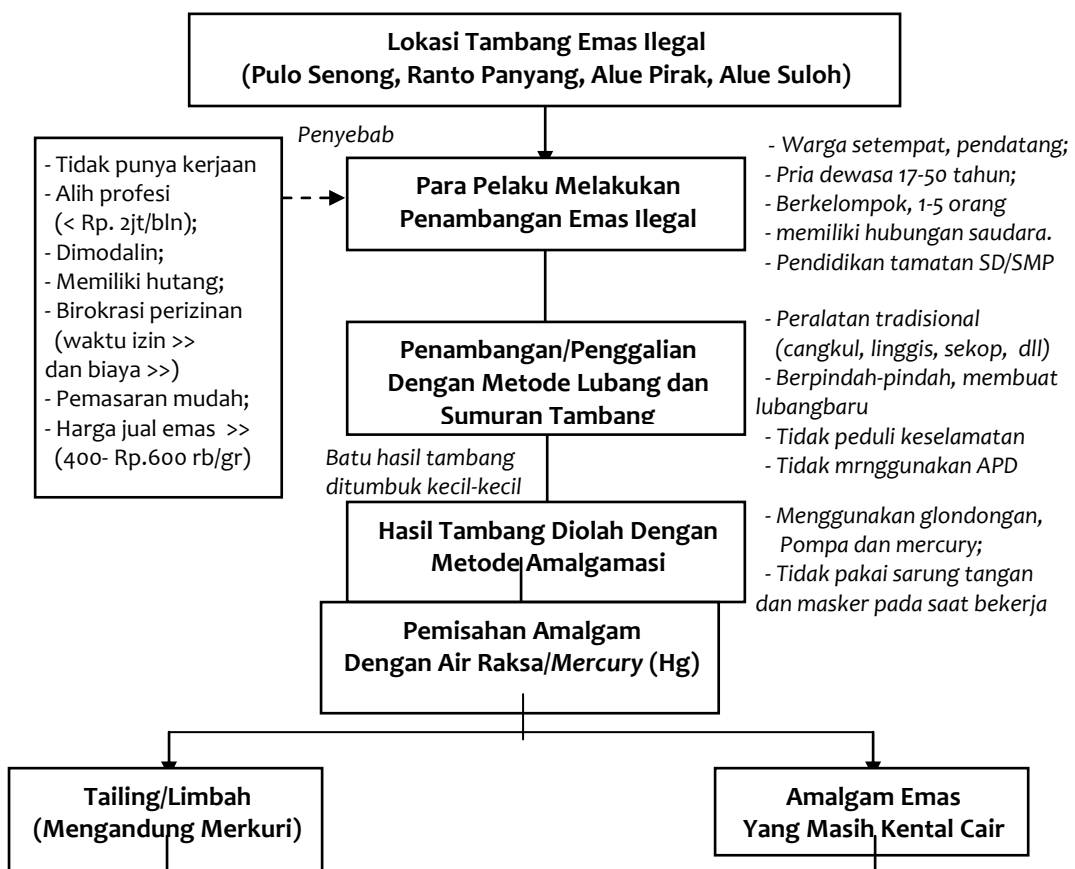 Lokasi Tambang Emas Ilegal
(Pulo Senong, Ranto Panyang, Alue Pirak, Alue Suloh)
Penyebab
- Tidak punya kerjaan
- Alih profesi
(< Rp. 2jt/bln);
- Dimodalin;
- Memiliki hutang;
- Birokrasi perizinan
(waktu izin >>
dan biaya >>)
- Pemasaran mudah;
- Harga jual emas >>
(400- Rp.600 rb/gr)
Para Pelaku Melakukan
Penambangan Emas Ilegal
- Warga setempat, pendatang;
- Pria dewasa 17-50 tahun;
- Berkelompok, 1-5 orang
- memiliki hubungan saudara.
- Pendidikan tamatan SD/SMP
Penambangan/Penggalian
Dengan Metode Lubang dan
Sumuran Tambang
- Peralatan tradisional
(cangkul, linggis, sekop, dll)
- Berpindah-pindah, membuat
lubangbaru
- Tidak peduli keselamatan
- Tidak mrnggunakan APD
Batu hasil tambang
ditumbuk kecil-kecil
Hasil Tambang Diolah Dengan
Metode Amalgamasi
- Menggunakan glondongan,
Pompa dan mercury;
- Tidak pakai sarung tangan
dan masker pada saat bekerja
Pemisahan Amalgam
Dengan Air Raksa/Mercury (Hg)
Tailing/Limbah
(Mengandung Merkuri)
Amalgam Emas
Yang Masih Kental Cair